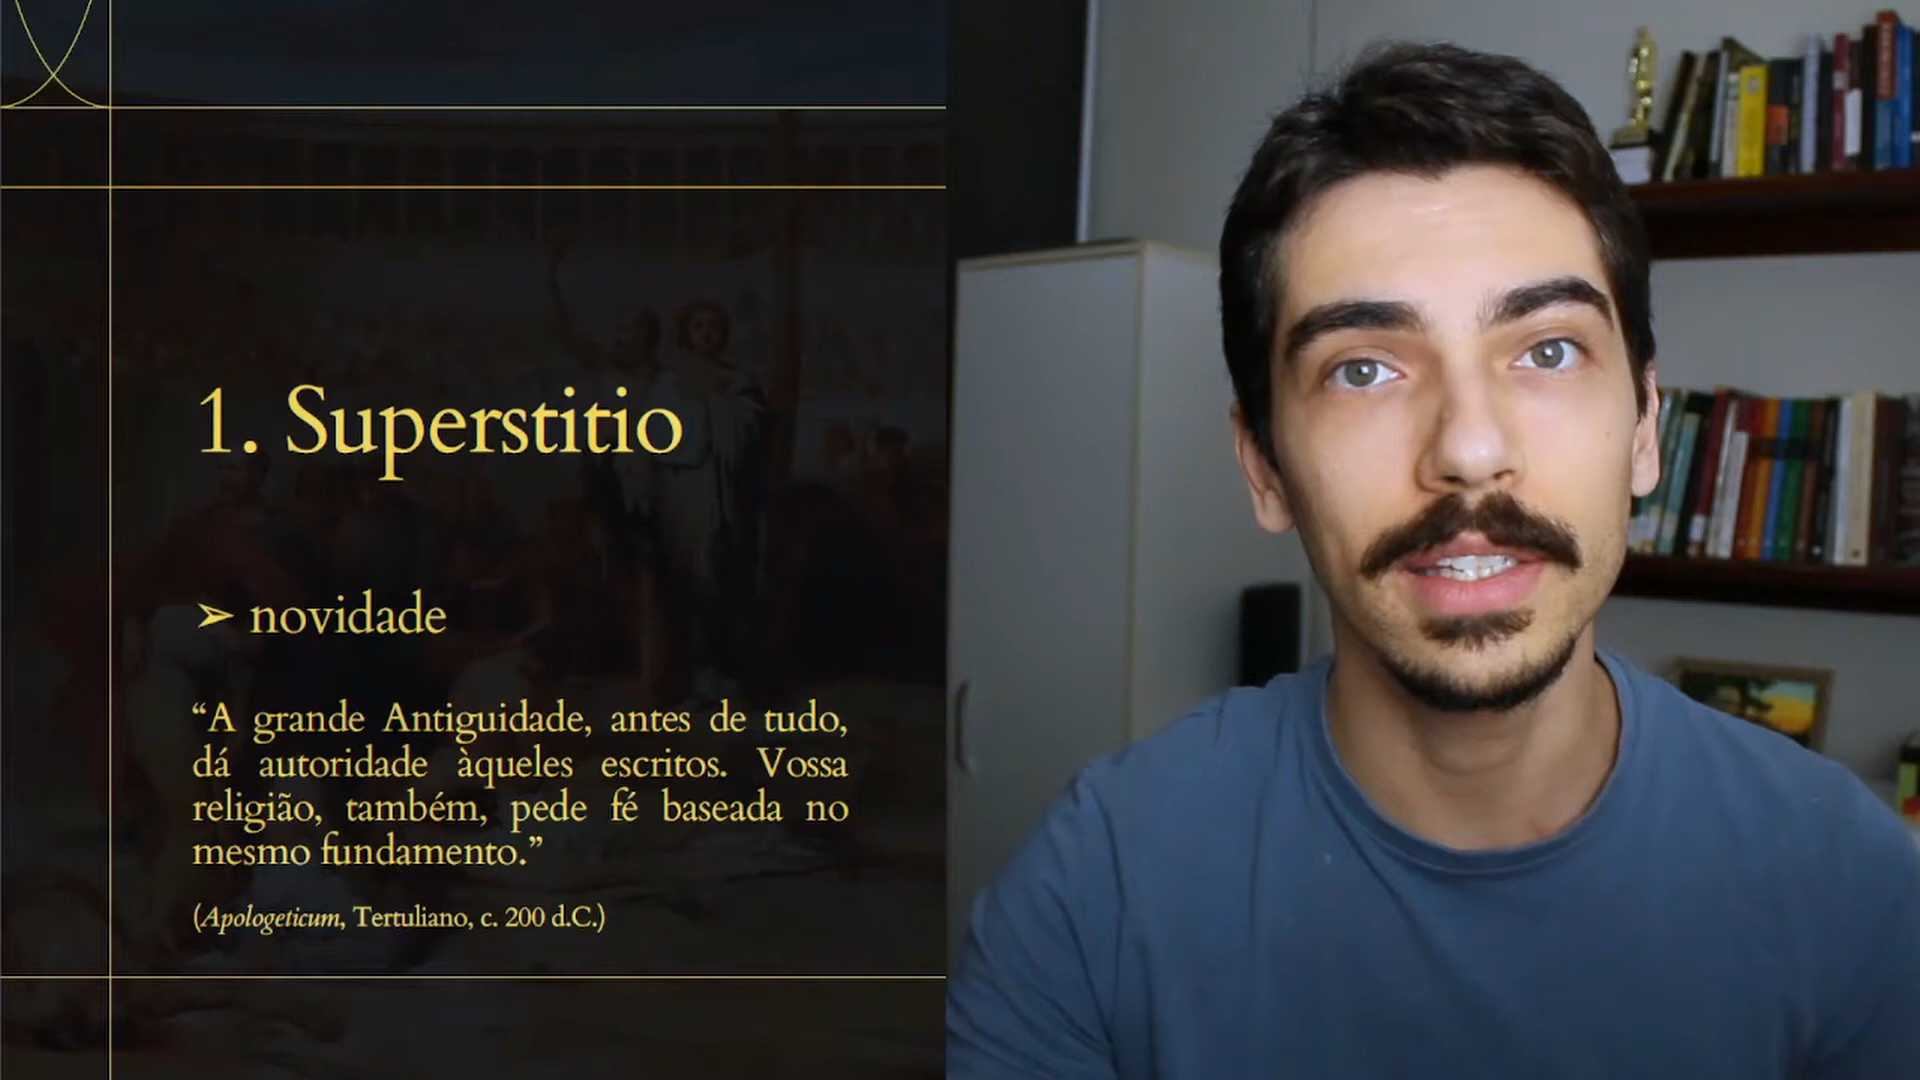 1. Superstitio
➢ novidade
“A grande Antiguidade, antes de tudo,
dá autoridade àqueles escritos. Vossa
religião, também, pede fé baseada no
mesmo fundamento.”
(Apologeticum, Tertuliano, c. 200 d.C.)